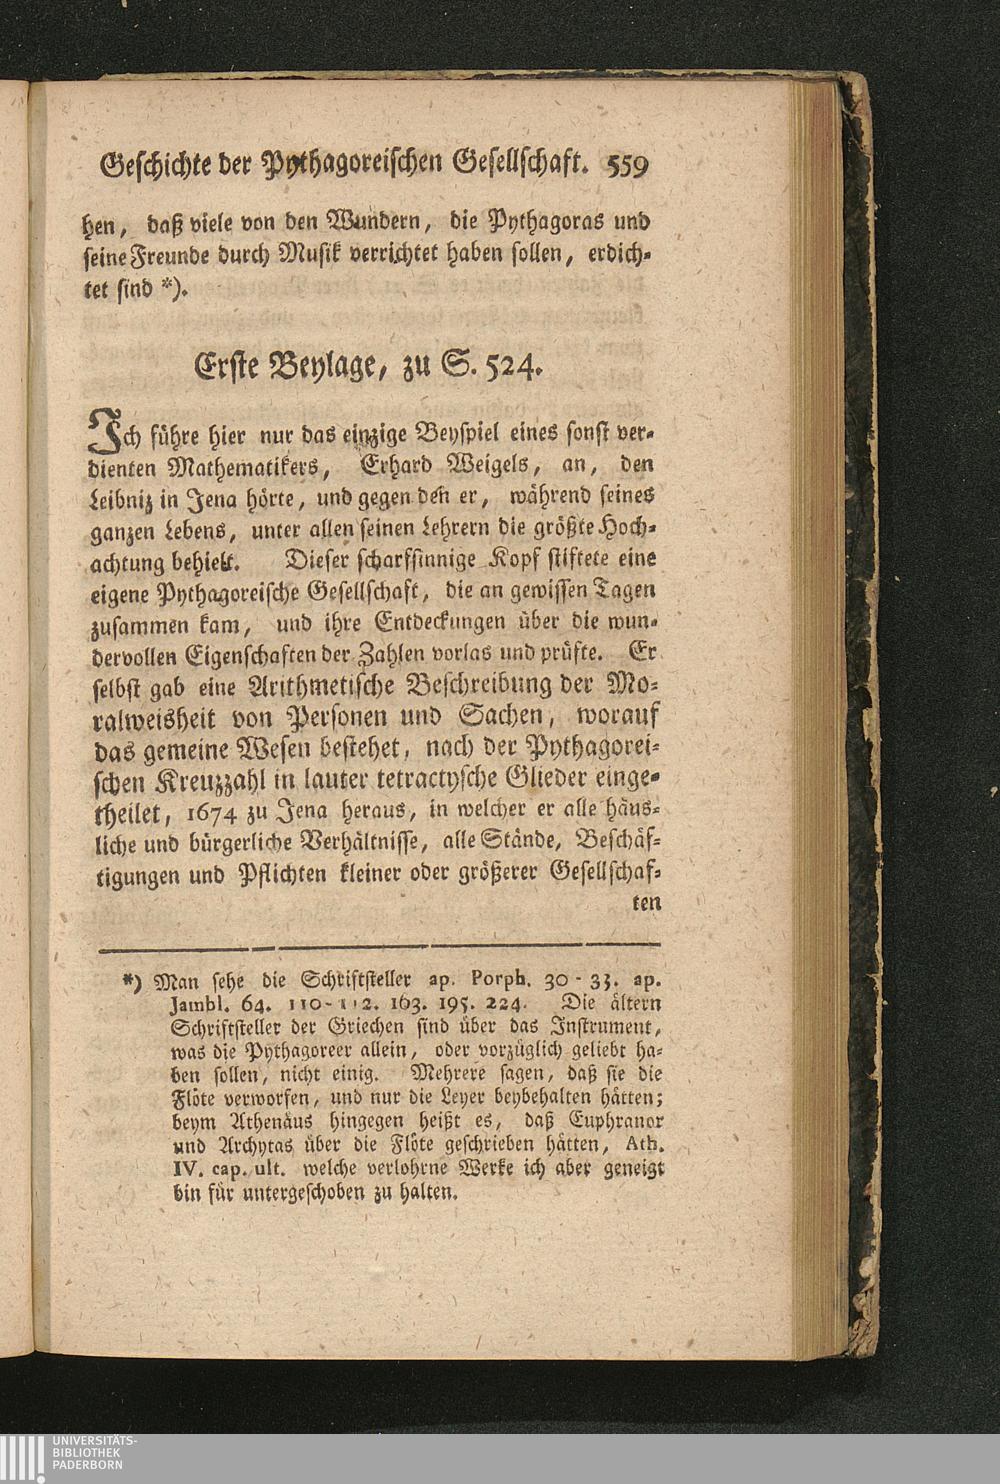 Geschichte der Pythagoreischen Gesellschaft. 559
hen, daß viele von den Wundern, die Pythagoras und
seine Freunde durch Musik verrichtet haben sollen, erdich-
tet sind *).
Erste Beylage, zu S. 524.
Ich führe hier nur das einzige Beyspiel eines sonst ver-
dienten Mathematikers, Erhard Weigels, an, den
Leibniz in Jena hörte, und gegen den er, während seines
ganzen Lebens, unter allen seinen Lehrern die größte Hoch-
achtung behielt. Dieser scharfsinnige Kopf stiftete eine
eigene Pythagoreische Gesellschaft, die an gewissen Tagen
zusammen kam, und ihre Entdeckungen über die wun-
dervollen Eigenschaften der Zahlen vorlas und prüfte. Er
selbst gab eine Arithmetische Beschreibung der Mo-
ralweisheit von Personen und Sachen, worauf
das gemeine Wesen bestehet, nach der Pythagorei-
schen Kreuzzahl in lauter tetractysche Glieder einge-
theilet, 1674 zu Jena heraus, in welcher er alle häus-
liche und bürgerliche Verhältnisse, alle Stände, Beschäf-
tigungen und Pflichten kleiner oder größerer Gesellschaf-
ten
*) Man sehe die Schriftsteller ap. Porph. 30-33. ap.
Jambl. 64. 110-112. 163. 195. 224. Die ältern
Schriftsteller der Griechen sind über das Instrument,
was die Pythagoreer allein, oder vorzüglich geliebt ha-
ben sollen, nicht einig. Mehrere sagen, daß sie die
Flöte verworfen, und nur die Leyer beybehalten hätten;
beym Athenäus hingegen heißt es, daß Euphranor
und Archytas über die Flöte geschrieben hätten, Ath.
IV. cap. ult. welche verlohrne Werke ich aber geneigt
bin für untergeschoben zu halten.
UNIVERSITÄTS-
BIBLIOTHEK
PADERBORN